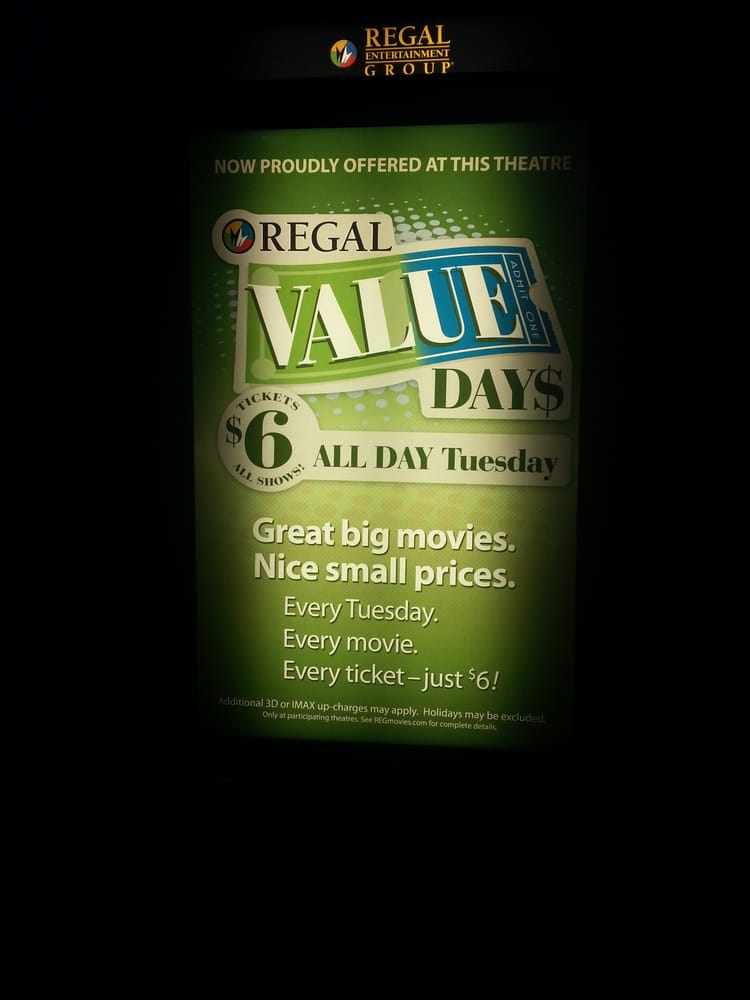 REGAL
ENTERTAINMENT
GROUP
NOW PROUDLY OFFERED AT THIS THEATRE
REGAL
VALUE
ADMIT ONE
DAY$
TICKETS
$6
ALL SHOWS!
ALL DAY Tuesday
Great big movies.
Nice small prices.
Every Tuesday.
Every movie.
Every ticket – just $6!
Additional 3D or IMAX up-charges may apply. Holidays may be excluded.
Only at participating theatres. See REGmovies.com for complete details.